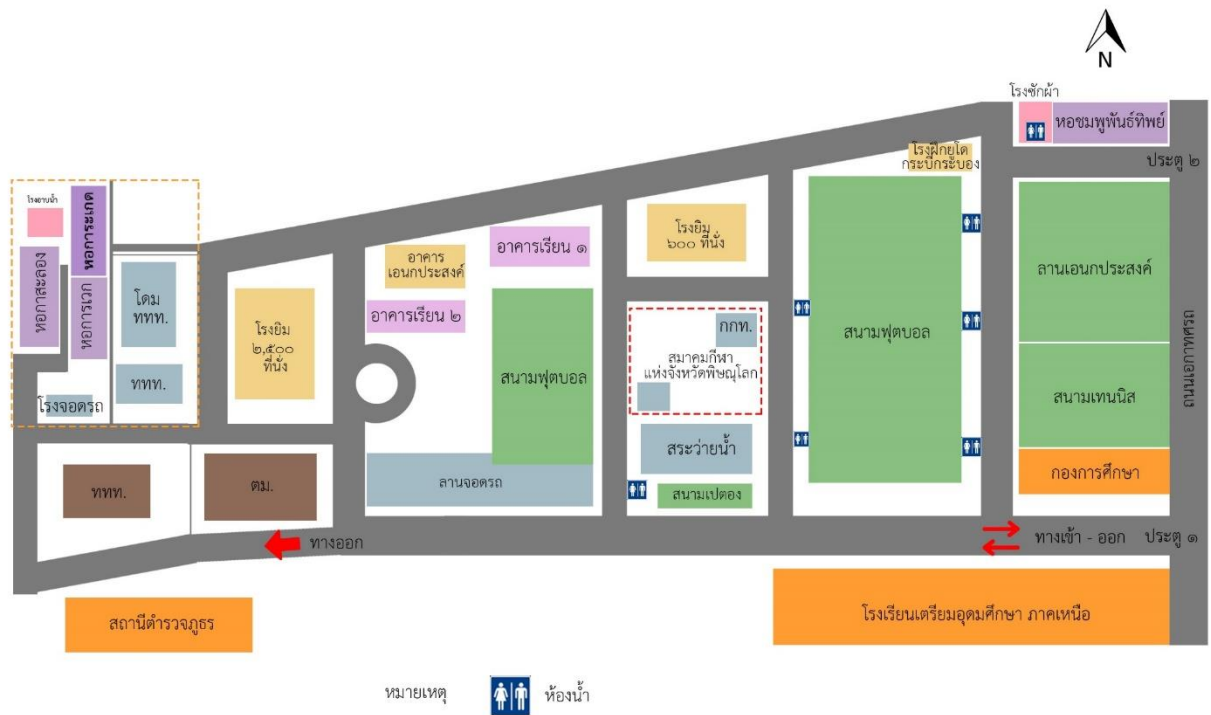 N
โรงซักผ้า
หอชมพูพันธ์ทิพย์
ประตู ๒
โรงฝึกยูโด
กระบี่กระบอง
โรงอาบน้ำ
หอการะเกด
หอกาสะลอง
หอการเวก
โดม
ททท.
ททท.
โรงจอดรถ
โรงยิม
๒,๕๐๐
ที่นั่ง
อาคาร
เอนกประสงค์
อาคารเรียน ๑
อาคารเรียน ๒
สนามฟุตบอล
ลานจอดรถ
โรงยิม
๖๐๐ ที่นั่ง
กกท.
สมาคมกีฬา
แห่งจังหวัดพิษณุโลก
สระว่ายน้ำ
สนามเปตอง
สนามฟุตบอล
ลานเอนกประสงค์
สนามเทนนิส
กองการศึกษา
ถนนเอกาทศรถ
ททท.
ตม.
ทางออก
ทางเข้า - ออก ประตู ๑
สถานีตำรวจภูธร
โรงเรียนเตรียมอุดมศึกษา ภาคเหนือ
หมายเหตุ
ห้องน้ำ